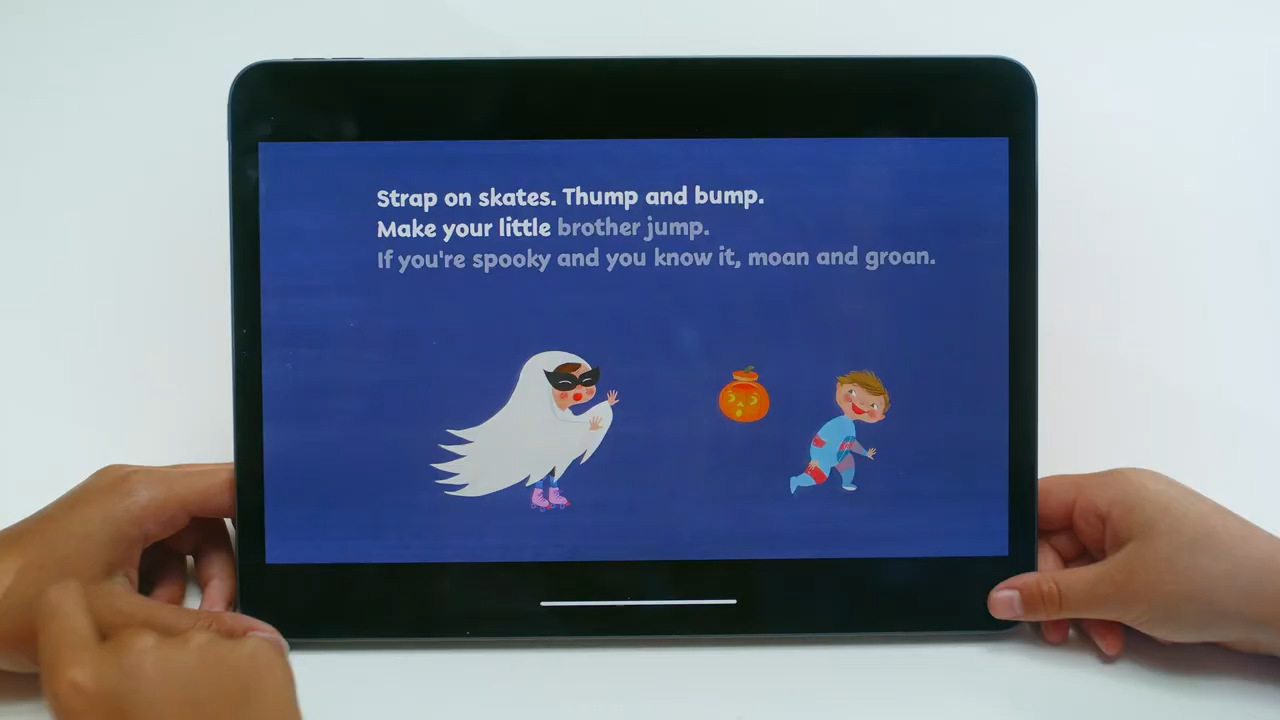 Strap on skates. Thump and bump.
Make your little brother jump.
If you're spooky and you know it, moan and groan.